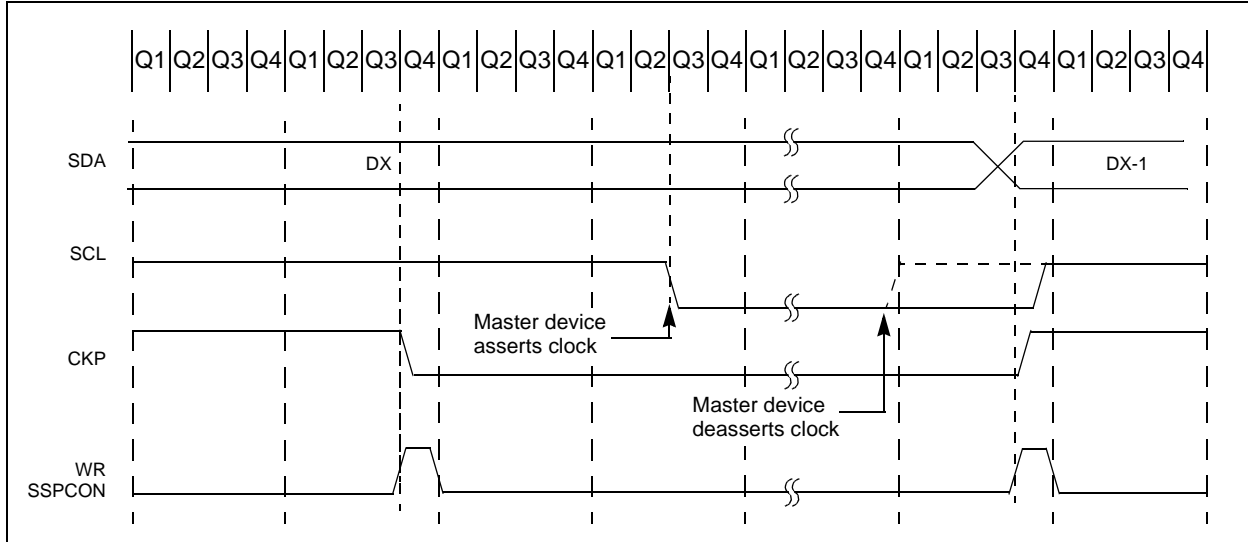 Q1 Q2 Q3 Q4 Q1 Q2 Q3 Q4 Q1 Q2 Q3 Q4 Q1 Q2 Q3 Q4 Q1 Q2 Q3 Q4 Q1 Q2 Q3 Q4 Q1 Q2 Q3 Q4
SDA
DX
DX-1
SCL
Master device
asserts clock
CKP
Master device
deasserts clock
WR
SSPCON